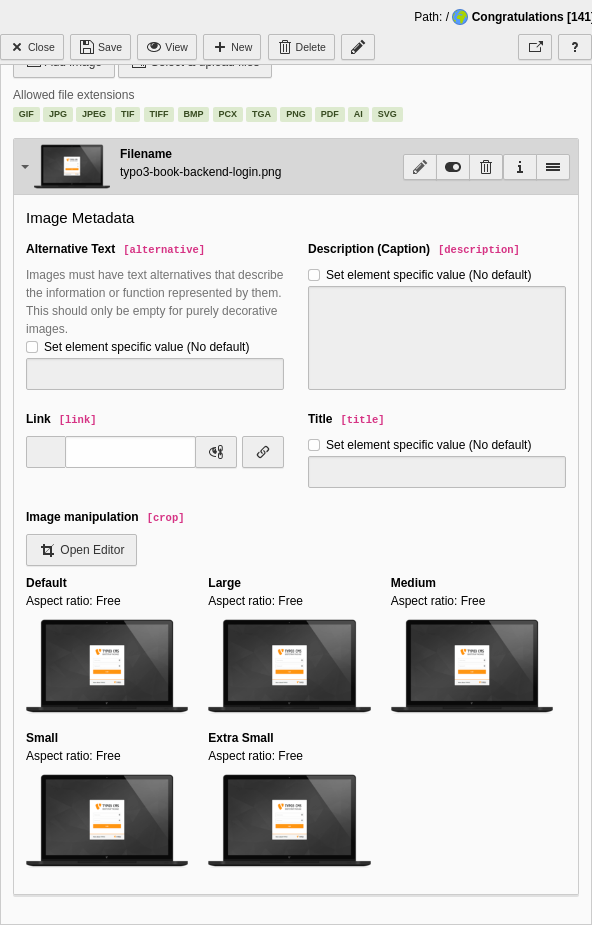 Path: / Congratulations [141]
Close Save View New Delete ?
Allowed file extensions
GIF JPG JPEG TIF TIFF BMP PCX TGA PNG PDF AI SVG
Filename
typo3-book-backend-login.png
Image Metadata
Alternative Text [alternative]
Images must have text alternatives that describe
the information or function represented by them.
This should only be empty for purely decorative
images.
Set element specific value (No default)
Description (Caption) [description]
Set element specific value (No default)
Link [link]
Title [title]
Set element specific value (No default)
Image manipulation [crop]
Open Editor
Default
Aspect ratio: Free
Large
Aspect ratio: Free
Medium
Aspect ratio: Free
Small
Aspect ratio: Free
Extra Small
Aspect ratio: Free